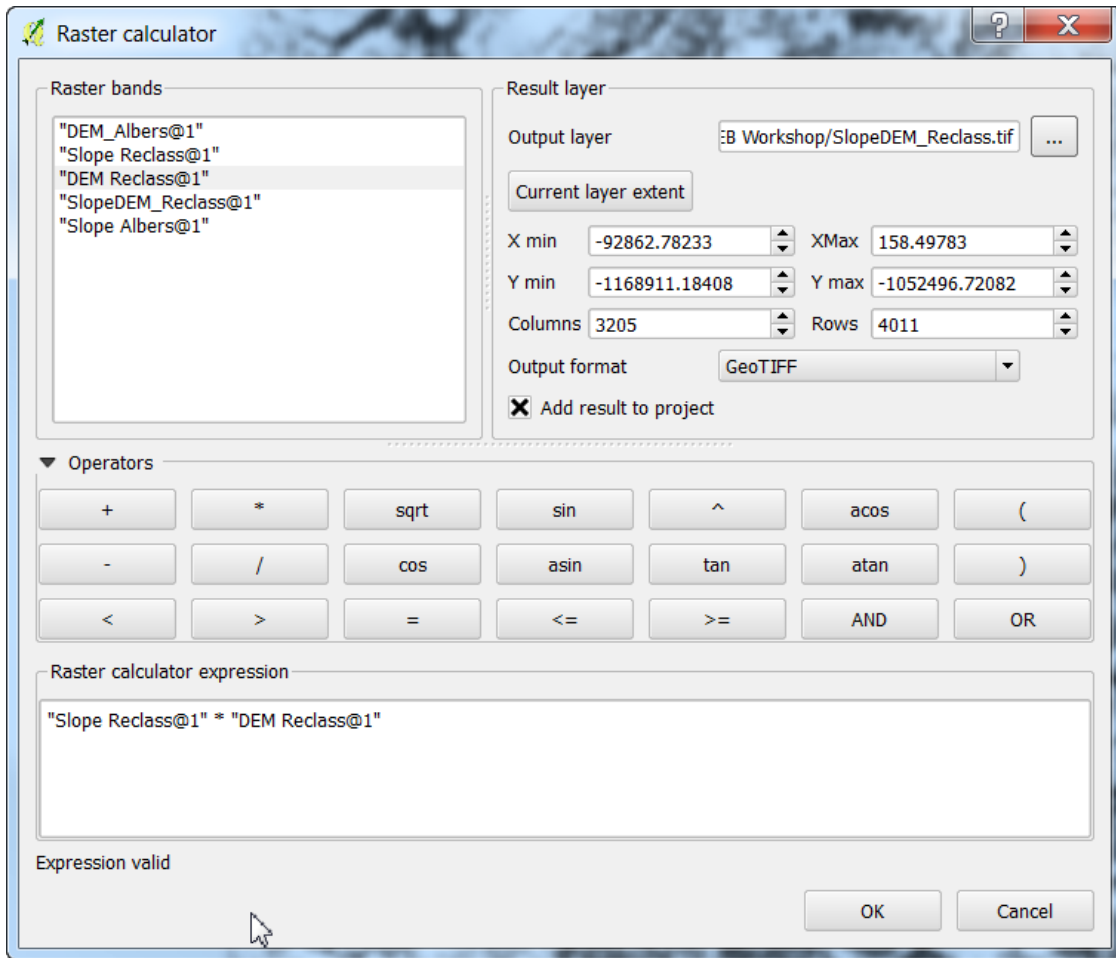 Raster calculator
?
X
Raster bands
"DEM_Albers@1"
"Slope Reclass@1"
"DEM Reclass@1"
"SlopeDEM_Reclass@1"
"Slope Albers@1"
Result layer
Output layer EB Workshop/SlopeDEM_Reclass.tif ...
Current layer extent
X min -92862.78233 XMax 158.49783
Y min -1168911.18408 Y max -1052496.72082
Columns 3205 Rows 4011
Output format GeoTIFF
Add result to project
Operators
+ * sqrt sin ^ acos (
- / cos asin tan atan )
< > = <= >= AND OR
Raster calculator expression
"Slope Reclass@1" * "DEM Reclass@1"
Expression valid
OK Cancel